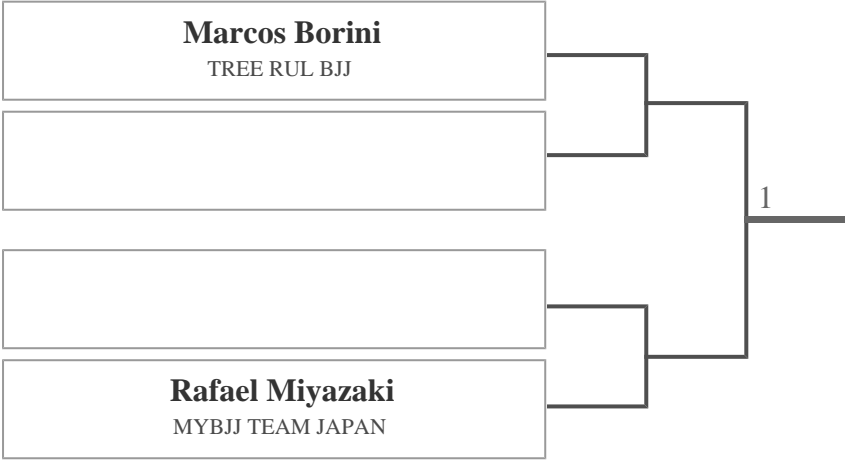 Marcos Borini
TREE RUL BJJ
1
Rafael Miyazaki
MYBJJ TEAM JAPAN